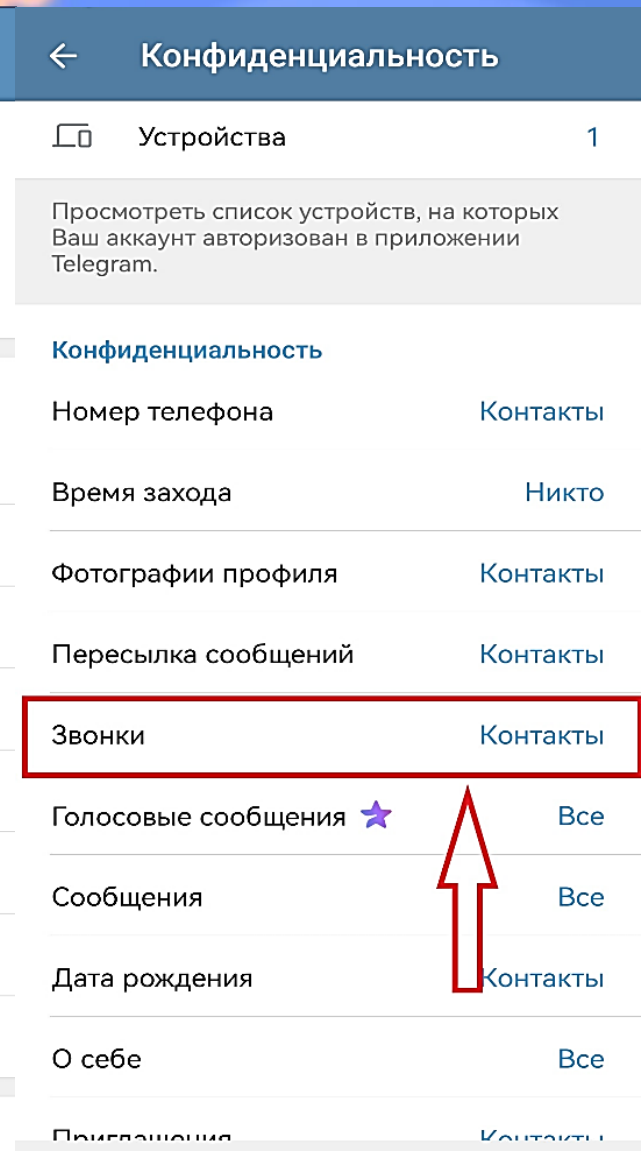 Конфиденциальность
Устройства 1
Просмотреть список устройств, на которых
Ваш аккаунт авторизован в приложении
Telegram.
Конфиденциальность
Номер телефона Контакты
Время захода Никто
Фотографии профиля Контакты
Пересылка сообщений Контакты
Звонки Контакты
Голосовые сообщения Все
Сообщения Все
Дата рождения Контакты
О себе Все
Приглашения Контакты